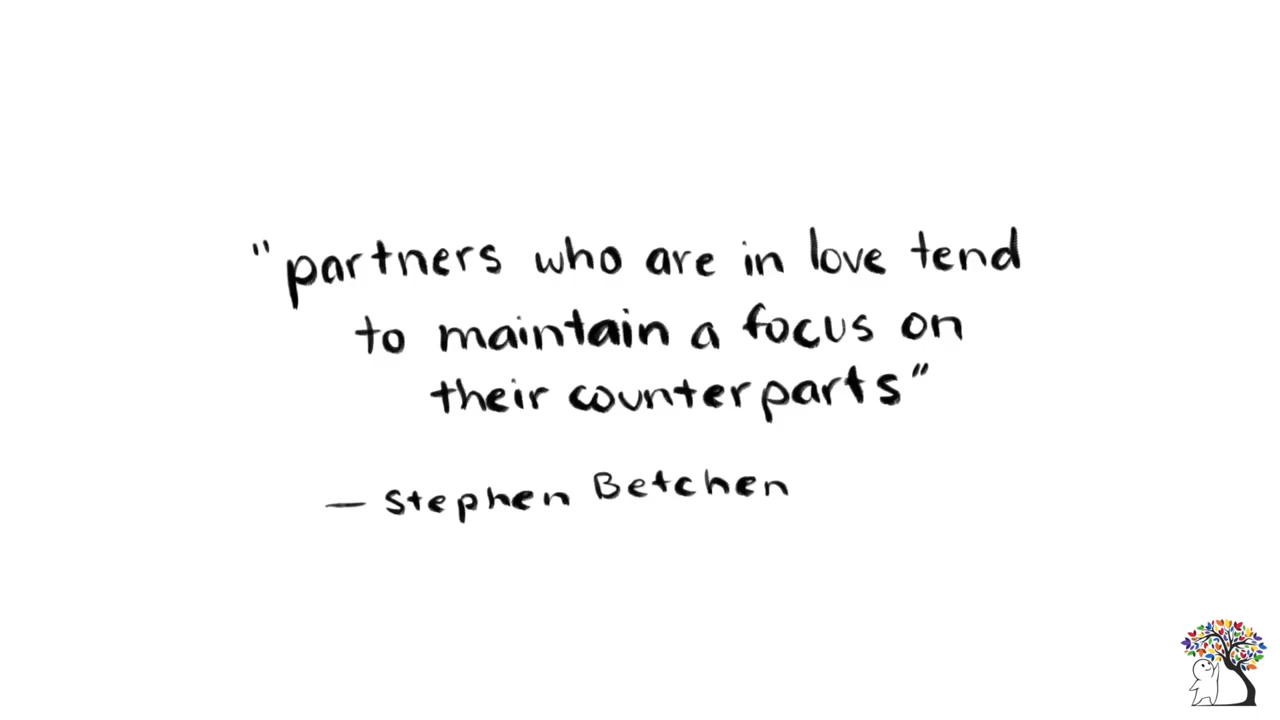 "partners who are in love tend
to maintain a focus on
their counterparts"
— Stephen Betchen